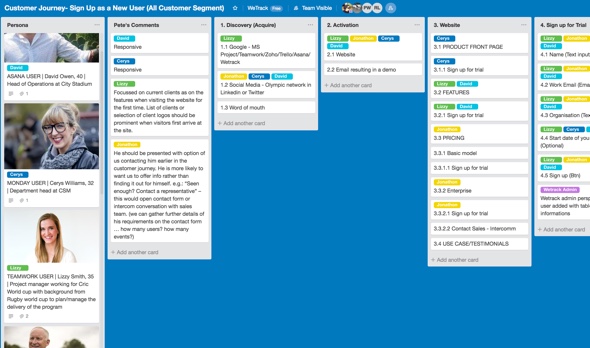 Customer Journey- Sign Up as a New User (All Customer Segment)
WeTrack Free
Team Visible
PW
RL
Persona
David
ASANA USER | David Owen, 40 |
Head of Operations at City Stadium
1
Cerys
MONDAY USER | Cerys Williams, 32
| Department head at CSM
1
Lizzy
TEAMWORK USER | Lizzy Smith, 35
| Project manager working for Cric
World cup with background from
Rugby world cup to plan/manage the
delivery of the program
2
Pete's Comments
David
Responsive
Cerys
Responsive
Lizzy
Focussed on current clients as on the
features when visiting the website for
the first time. List of clients or
selection of client logos should be
prominent when visitors first arrive at
the site.
Jonathon
He should be presented with option of
us contacting him earlier in the
customer journey. He is more likely to
want us to offer info rather than
finding it out for himself. e.g.: "Seen
enough? Contact a representative" –
this would open contact form or
intercom conversation with sales
team. (we can gather further details of
his requirements on the contact form
... how many users? how many
events?)
+ Add another card
1. Discovery (Acquire)
Lizzy
1.1 Google - MS
Project/Teamwork/Zoho/Trello/Asana/
Wetrack
Jonathon Cerys David
1.2 Social Media - Olympic network in
LinkedIn or Twitter
1.3 Word of mouth
+ Add another card
2. Activation
Lizzy Jonathon Cerys
David
2.1 Website
2.2 Email resulting in a demo
+ Add another card
3. Website
Cerys
3.1 PRODUCT FRONT PAGE
Cerys
3.1.1 Sign up for trial
Lizzy David
3.2 FEATURES
Lizzy David
3.2.1 Sign up for trial
Jonathon
3.3 PRICING
3.3.1 Basic model
3.3.1.1 Sign up for trial
Jonathon
3.3.2 Enterprise
Jonathon
3.3.2.1 Sign up for trial
3.3.2.2 Contact Sales - Intercomm
3.4 USE CASE/TESTIMONIALS
+ Add another card
4. Sign up for Trial
Lizzy Jonathon
David
4.1 Name (Text input
Lizzy Jonathon
David
4.2 Work Email (Ema
Lizzy Jonathon
David
4.3 Organisation (Tex
Lizzy Cerys
4.4 Start date of you
(Optional)
Lizzy Jonathon
David
4.5 Sign up (Btn)
Wetrack Admin
Wetrack admin persp
user added with tab
informations
+ Add another card